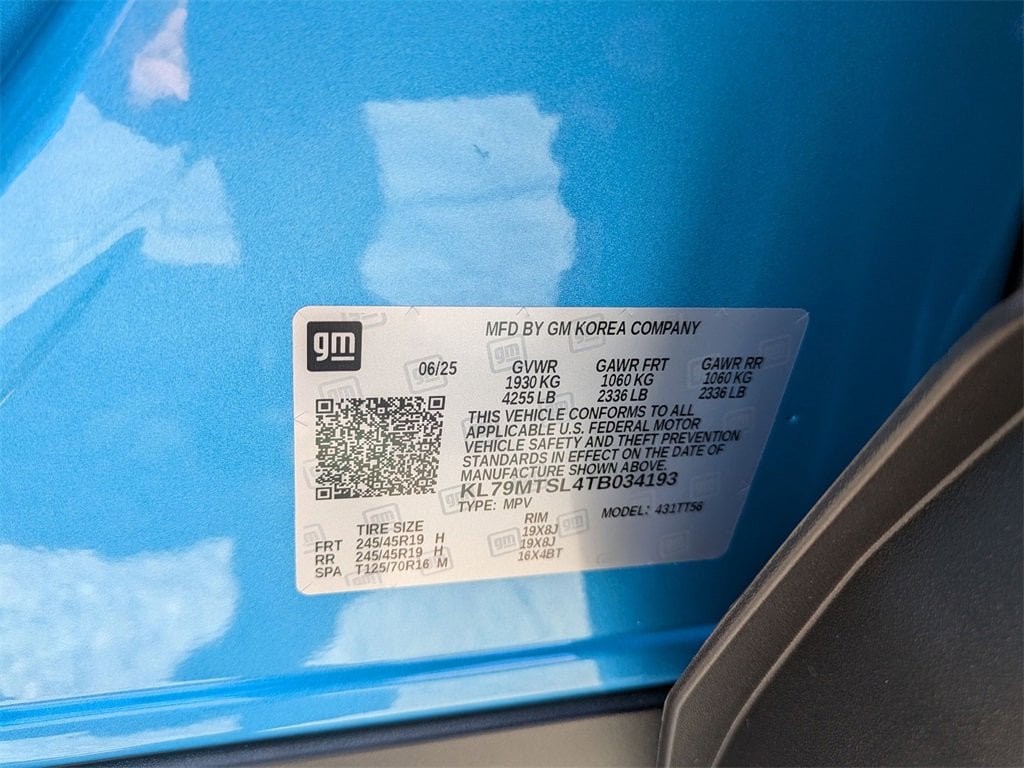 gm
MFD BY GM KOREA COMPANY
06/25 GVWR GAWR FRT GAWR RR
1930 KG 1060 KG 1060 KG
4255 LB 2336 LB 2336 LB
THIS VEHICLE CONFORMS TO ALL
APPLICABLE U.S. FEDERAL MOTOR
VEHICLE SAFETY AND THEFT PREVENTION
STANDARDS IN EFFECT ON THE DATE OF
MANUFACTURE SHOWN ABOVE.
KL79MTSL4TB034193
TYPE: MPV MODEL: 431TT56
TIRE SIZE RIM
FRT 245/45R19 H 19X8J
RR 245/45R19 H 19X8J
SPA T125/70R16 M 16X4BT